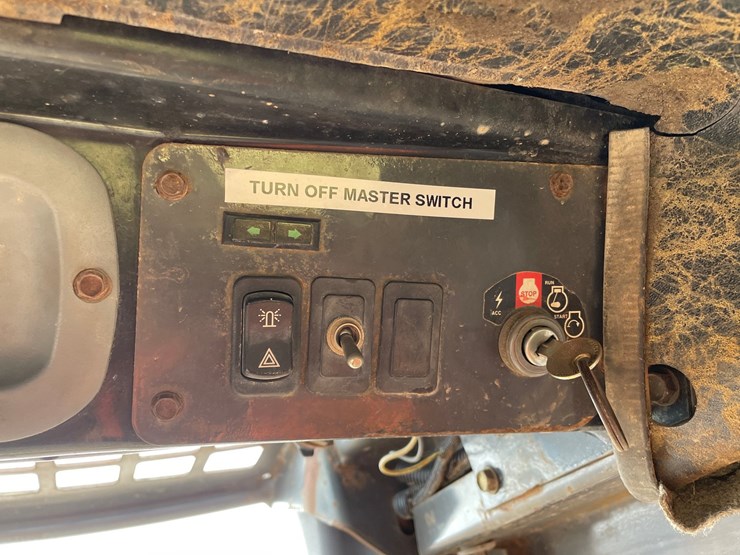 TURN OFF MASTER SWITCH
RUN
STOP
ACC
START